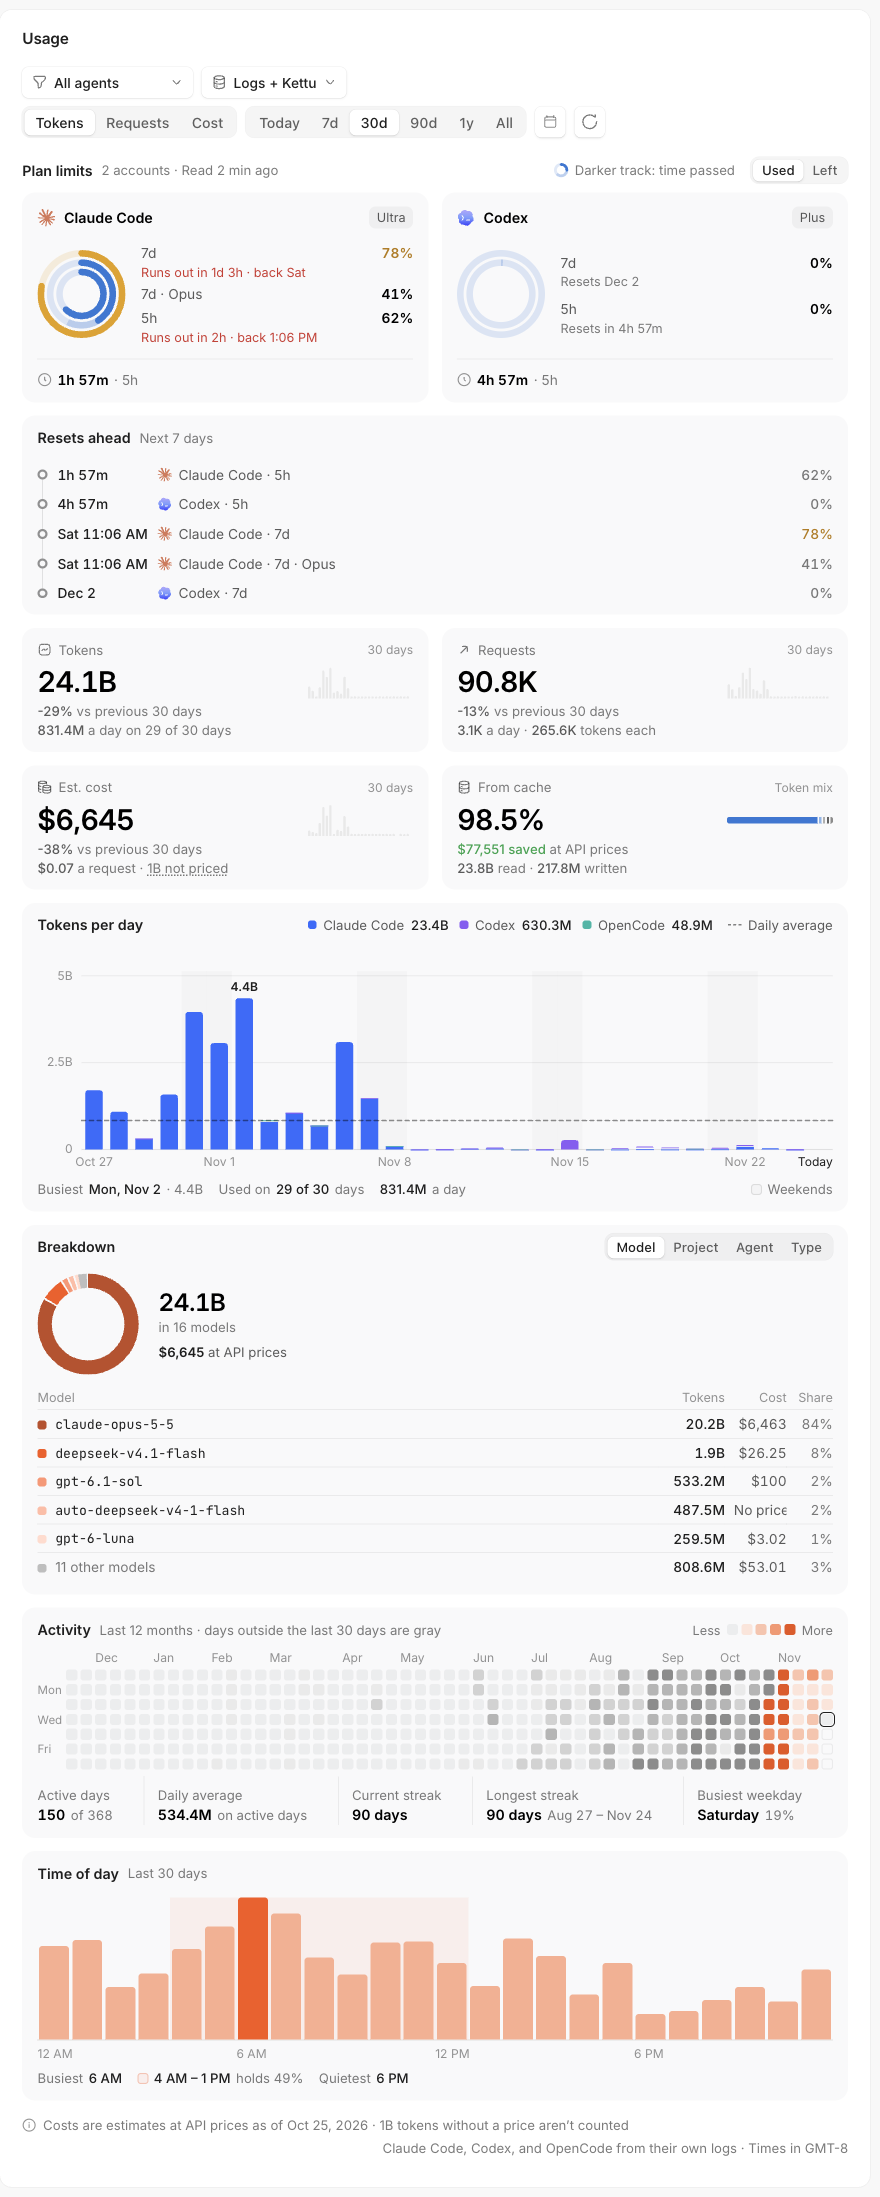 Usage
All agents
Logs + Kettu
Tokens Requests Cost Today 7d 30d 90d 1y All
Plan limits 2 accounts · Read 2 min ago Darker track: time passed Used Left
Claude Code Ultra
7d 78%
Runs out in 1d 3h · back Sat
7d · Opus 41%
5h 62%
Runs out in 2h · back 1:06 PM
1h 57m · 5h
Codex Plus
7d 0%
Resets Dec 2
5h 0%
Resets in 4h 57m
4h 57m · 5h
Resets ahead Next 7 days
1h 57m Claude Code · 5h 62%
4h 57m Codex · 5h 0%
Sat 11:06 AM Claude Code · 7d 78%
Sat 11:06 AM Claude Code · 7d · Opus 41%
Dec 2 Codex · 7d 0%
Tokens 30 days
24.1B
-29% vs previous 30 days
831.4M a day on 29 of 30 days
Requests 30 days
90.8K
-13% vs previous 30 days
3.1K a day · 265.6K tokens each
Est. cost 30 days
$6,645
-38% vs previous 30 days
$0.07 a request · 1B not priced
From cache Token mix
98.5%
$77,551 saved at API prices
23.8B read · 217.8M written
Tokens per day Claude Code 23.4B Codex 630.3M OpenCode 48.9M Daily average
5B
4.4B
2.5B
0
Oct 27 Nov 1 Nov 8 Nov 15 Nov 22 Today
Busiest Mon, Nov 2 · 4.4B Used on 29 of 30 days 831.4M a day Weekends
Breakdown Model Project Agent Type
24.1B
in 16 models
$6,645 at API prices
Model Tokens Cost Share
claude-opus-5-5 20.2B $6,463 84%
deepseek-v4.1-flash 1.9B $26.25 8%
gpt-6.1-sol 533.2M $100 2%
auto-deepseek-v4-1-flash 487.5M No price 2%
gpt-6-luna 259.5M $3.02 1%
11 other models 808.6M $53.01 3%
Activity Last 12 months · days outside the last 30 days are gray Less More
Dec Jan Feb Mar Apr May Jun Jul Aug Sep Oct Nov
Mon
Wed
Fri
Active days Daily average Current streak Longest streak Busiest weekday
150 of 368 534.4M on active days 90 days 90 days Aug 27 – Nov 24 Saturday 19%
Time of day Last 30 days
12 AM 6 AM 12 PM 6 PM
Busiest 6 AM 4 AM – 1 PM holds 49% Quietest 6 PM
Costs are estimates at API prices as of Oct 25, 2026 · 1B tokens without a price aren't counted
Claude Code, Codex, and OpenCode from their own logs · Times in GMT-8